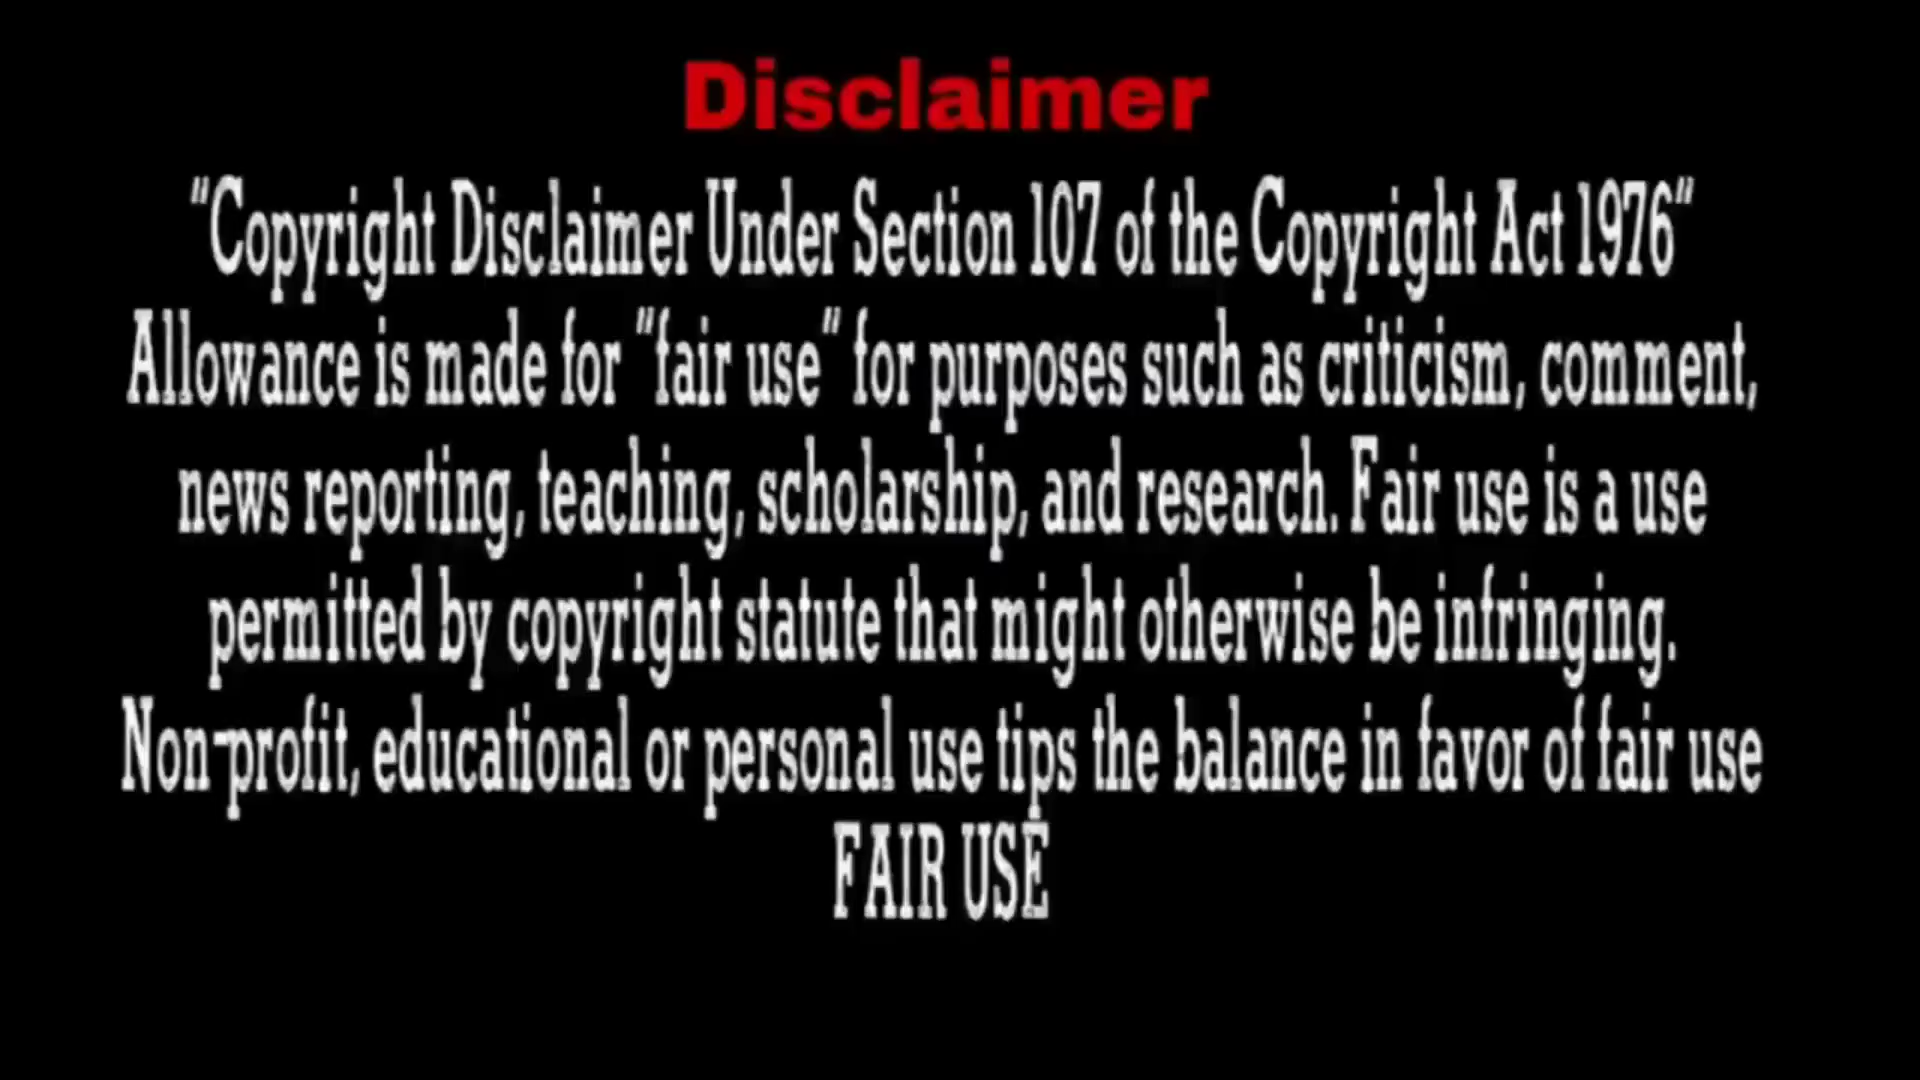 Disclaimer
"Copyright Disclaimer Under Section 107 of the Copyright Act 1976"
Allowance is made for "fair use" for purposes such as criticism, comment,
news reporting, teaching, scholarship, and research. Fair use is a use
permitted by copyright statute that might otherwise be infringing.
Non-profit, educational or personal use tips the balance in favor of fair use
FAIR USE